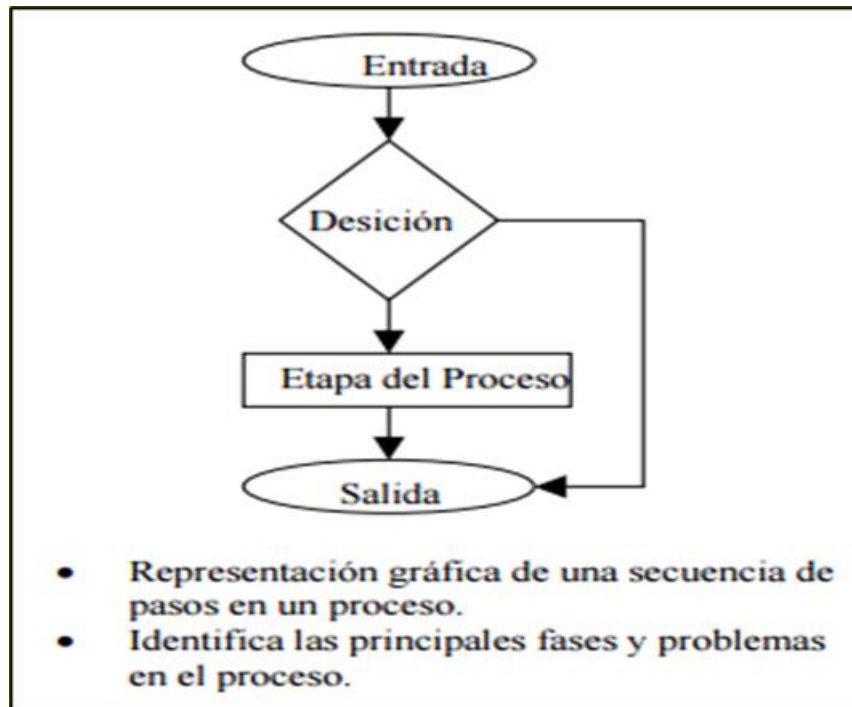 Entrada
Desición
Etapa del Proceso
Salida
• Representación gráfica de una secuencia de
pasos en un proceso.
• Identifica las principales fases y problemas
en el proceso.